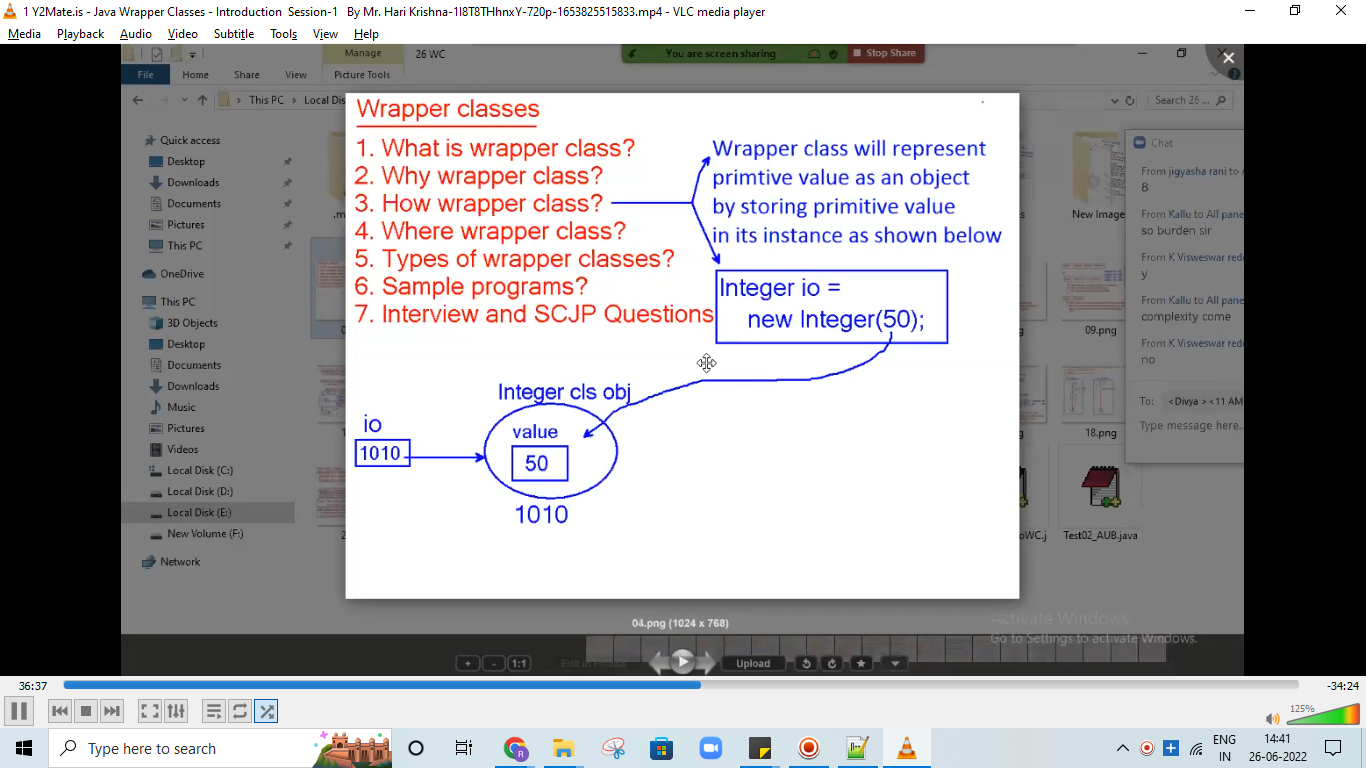 1 Y2Mate.is - Java Wrapper Classes - Introduction Session-1 By Mr. Hari Krishna-1I8T8THhnxY-720p-1653825515833.mp4 - VLC media player
Media Playback Audio Video Subtitle Tools View Help
Manage
26 WC
You are screen sharing
Stop Share
File Home Share View Picture Tools
This PC
Local Dis
Search 26 ...
Quick access
Desktop
Downloads
Documents
Pictures
This PC
OneDrive
This PC
3D Objects
Desktop
Documents
Downloads
Music
Pictures
Videos
Local Disk (C:)
Local Disk (D:)
Local Disk (E:)
New Volume (F:)
Network
Wrapper classes
1. What is wrapper class?
2. Why wrapper class?
3. How wrapper class?
4. Where wrapper class?
5. Types of wrapper classes?
6. Sample programs?
7. Interview and SCJP Questions
Wrapper class will represent
primtive value as an object
by storing primitive value
in its instance as shown below
Integer io =
new Integer(50);
Integer cls obj
io
value
1010
50
1010
New Image
09.png
18.png
Test02_AUB.java
Chat
From jigyasha rani to A
8
From Kallu to All pane
so burden sir
From K Visweswar redd
y
From Kallu to All pane
complexity come
From K Visweswar redd
no
To: <Divya > <11 AM
Type message here...
04.png (1024 x 768)
Activate Windows
Go to Settings to activate Windows.
+ - 1:1
Edit in Picasa
Upload
36:37
-34:24
125%
Type here to search
ENG
IN
14:41
26-06-2022